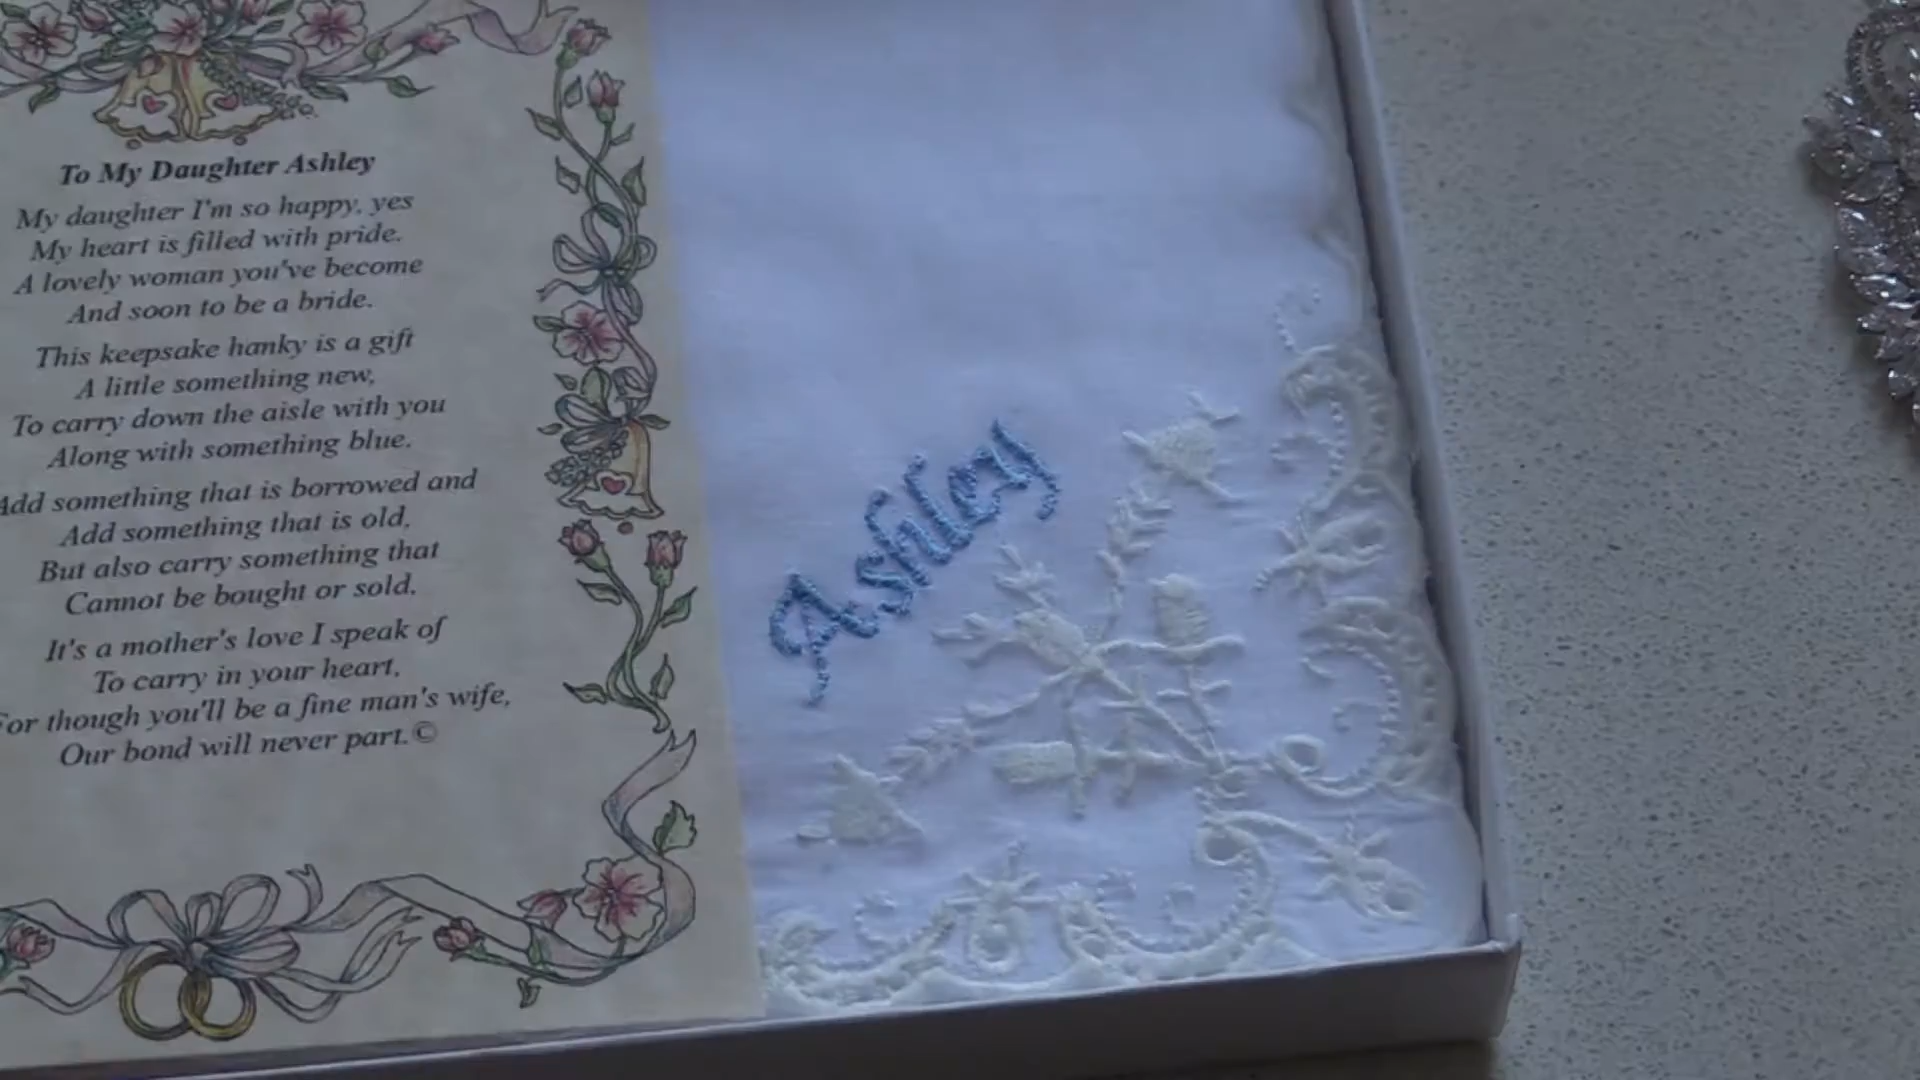 To My Daughter Ashley
My daughter I'm so happy, yes
My heart is filled with pride.
A lovely woman you've become
And soon to be a bride.
This keepsake hanky is a gift
A little something new,
To carry down the aisle with you
Along with something blue.
Add something that is borrowed and
Add something that is old,
But also carry something that
Cannot be bought or sold.
It's a mother's love I speak of
To carry in your heart,
For though you'll be a fine man's wife,
Our bond will never part.©
Ashley